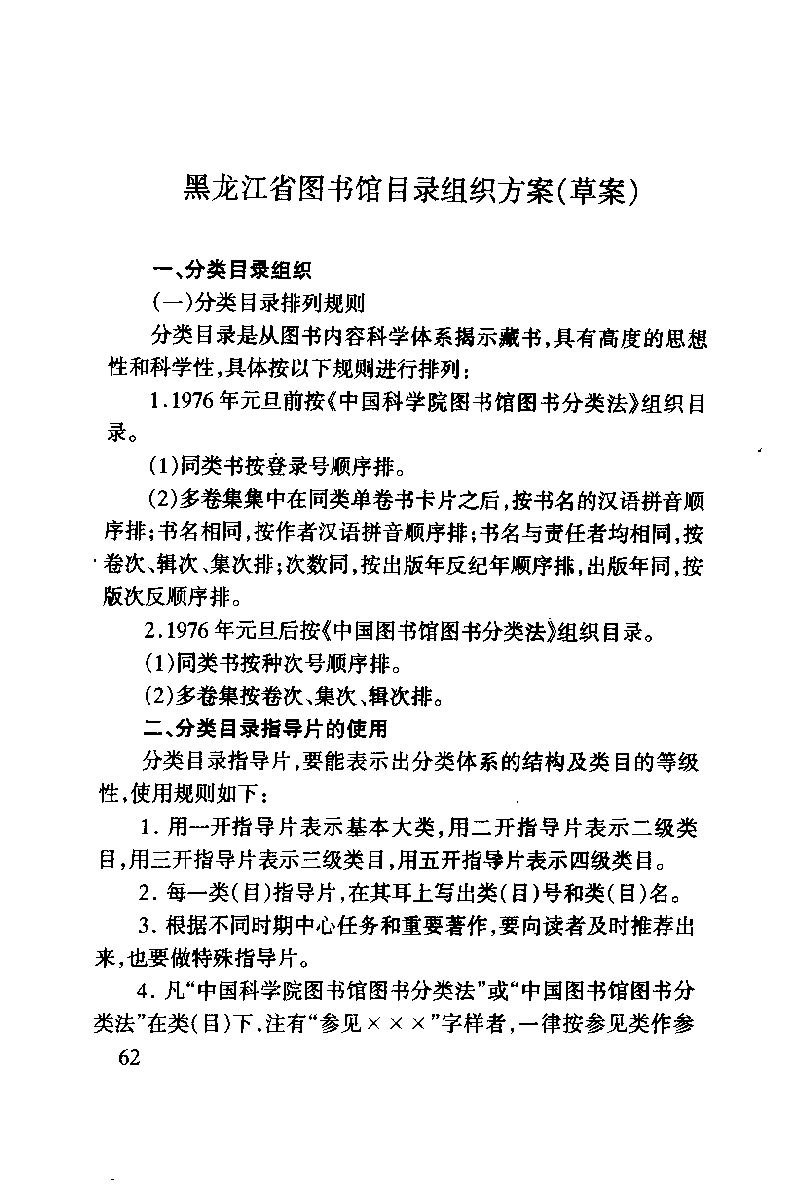 黑龙江省图书馆目录组织方案(草案)
一、分类目录组织
(一)分类目录排列规则
分类目录是从图书内容科学体系揭示藏书,具有高度的思想
性和科学性,具体按以下规则进行排列:
1.1976年元旦前按《中国科学院图书馆图书分类法》组织目
录。
(1)同类书按登录号顺序排。
(2)多卷集集中在同类单卷书卡片之后,按书名的汉语拼音顺
序排;书名相同,按作者汉语拼音顺序排;书名与责任者均相同,按
卷次、辑次、集次排;次数同,按出版年反纪年顺序排,出版年同,按
版次反顺序排。
2.1976年元旦后按《中国图书馆图书分类法》组织目录。
(1)同类书按种次号顺序排。
(2)多卷集按卷次、集次、辑次排。
二、分类目录指导片的使用
分类目录指导片,要能表示出分类体系的结构及类目的等级
性,使用规则如下:
1. 用一开指导片表示基本大类,用二开指导片表示二级类
目,用三开指导片表示三级类目,用五开指导片表示四级类目。
2. 每一类(目)指导片,在其耳上写出类(目)号和类(目)名。
3. 根据不同时期中心任务和重要著作,要向读者及时推荐出
来,也要做特殊指导片。
4. 凡“中国科学院图书馆图书分类法”或“中国图书馆图书分
类法”在类(目)下.注有“参见×××”字样者,一律按参见类作参
62